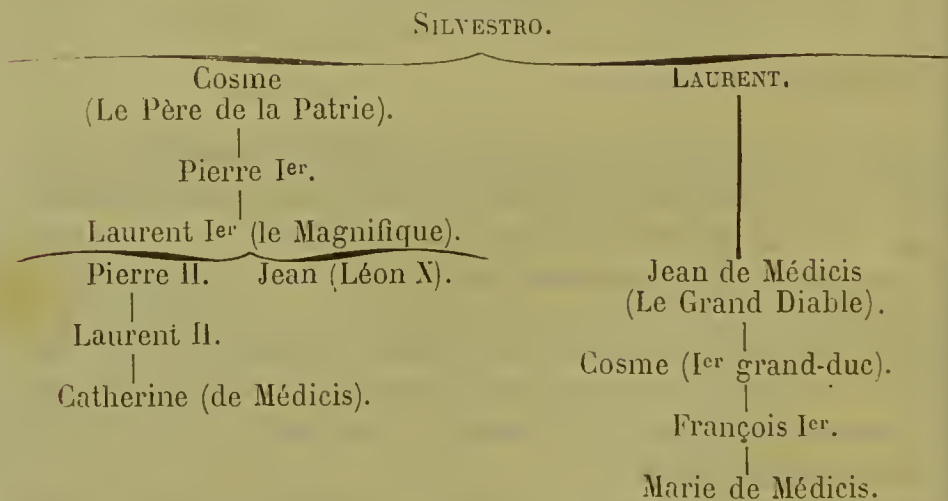 SILVESTRO.
Cosme
(Le Père de la Patrie).
Pierre Ier.
Laurent Ier (le Magnifique).
Pierre II. Jean (Léon X).
Laurent II.
Catherine (de Médicis).
LAURENT.
Jean de Médicis
(Le Grand Diable).
Cosme (Ier grand-duc).
François Ier.
Marie de Médicis.